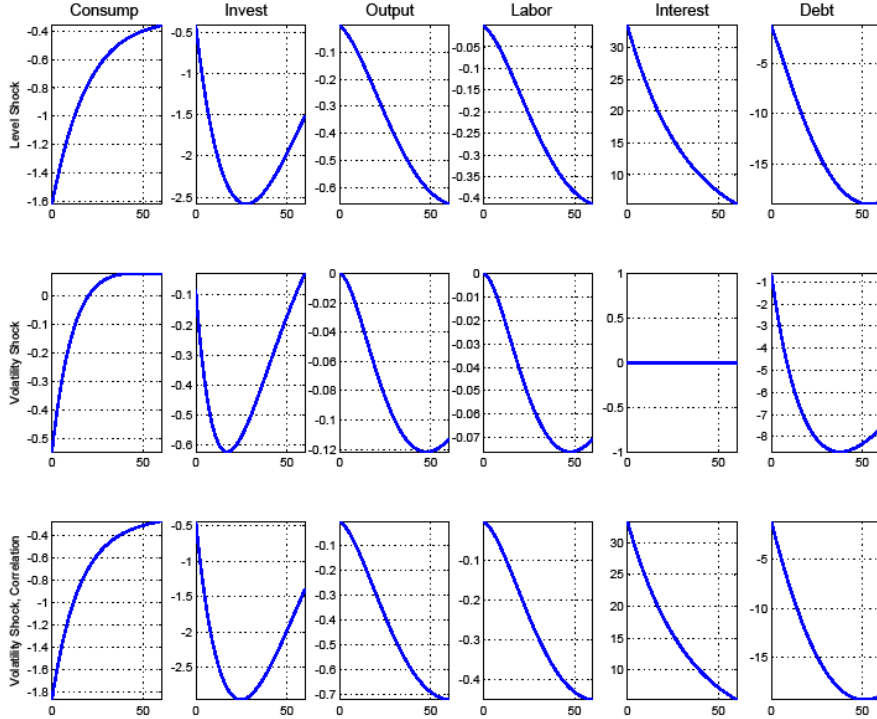 Consump Invest Output Labor Interest Debt
Level Shock
-0.4 -0.6 -0.8 -1 -1.2 -1.4 -1.6 0 50
-0.5 -1 -1.5 -2 -2.5 0 50
-0.1 -0.2 -0.3 -0.4 -0.5 -0.6 0 50
-0.05 -0.1 -0.15 -0.2 -0.25 -0.3 -0.35 -0.4 0 50
30 25 20 15 10 0 50
-5 -10 -15 0 50
Volatility Shock
0 -0.1 -0.2 -0.3 -0.4 -0.5 0 50
-0.1 -0.2 -0.3 -0.4 -0.5 -0.6 0 50
0 -0.02 -0.04 -0.06 -0.08 -0.1 -0.12 0 50
0 -0.01 -0.02 -0.03 -0.04 -0.05 -0.06 -0.07 0 50
1 0.5 0 -0.5 -1 0 50
-1 -2 -3 -4 -5 -6 -7 -8 0 50
Volatility Shock, Correlation
-0.4 -0.6 -0.8 -1 -1.2 -1.4 -1.6 -1.8 0 50
-0.5 -1 -1.5 -2 -2.5 0 50
-0.1 -0.2 -0.3 -0.4 -0.5 -0.6 -0.7 0 50
-0.1 -0.2 -0.3 -0.4 0 50
30 25 20 15 10 0 50
-5 -10 -15 0 50